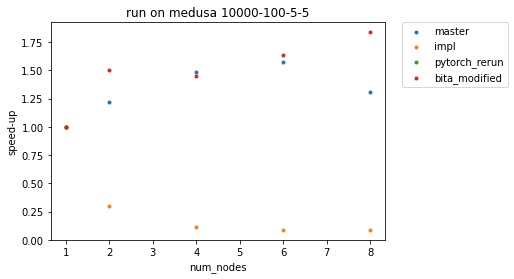 run on medusa 10000-100-5-5
1.75
1.50
1.25
1.00
0.75
0.50
0.25
0.00
speed-up
1 2 3 4 5 6 7 8
num_nodes
master
impl
pytorch_rerun
bita_modified